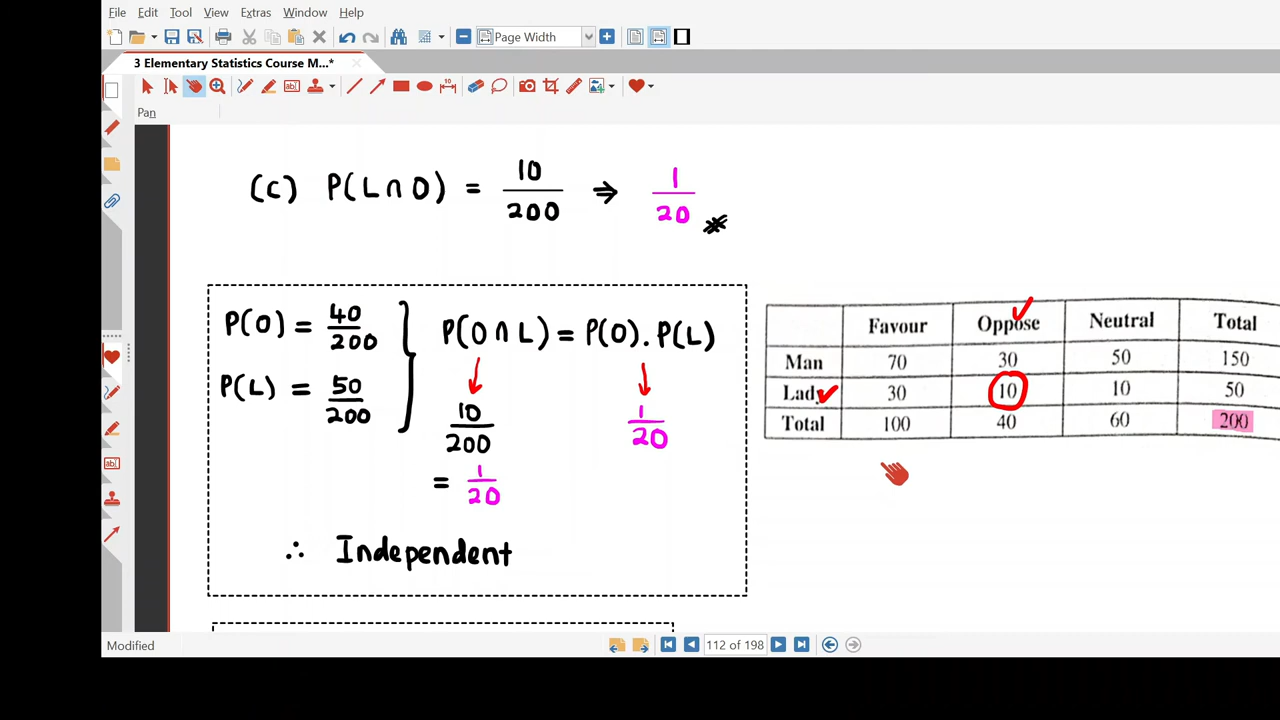 File Edit Tool View Extras Window Help
Page Width
3 Elementary Statistics Course M...*
Pan
(c) P(L∩O) = 10/200 ⇒ 1/20 *
P(O) = 40/200
P(L) = 50/200
P(O∩L) = P(O).P(L)
10/200 1/20
= 1/20
∴ Independent
Favour Oppose Neutral Total
Man 70 30 50 150
Lady 30 10 10 50
Total 100 40 60 200
Modified 112 of 198